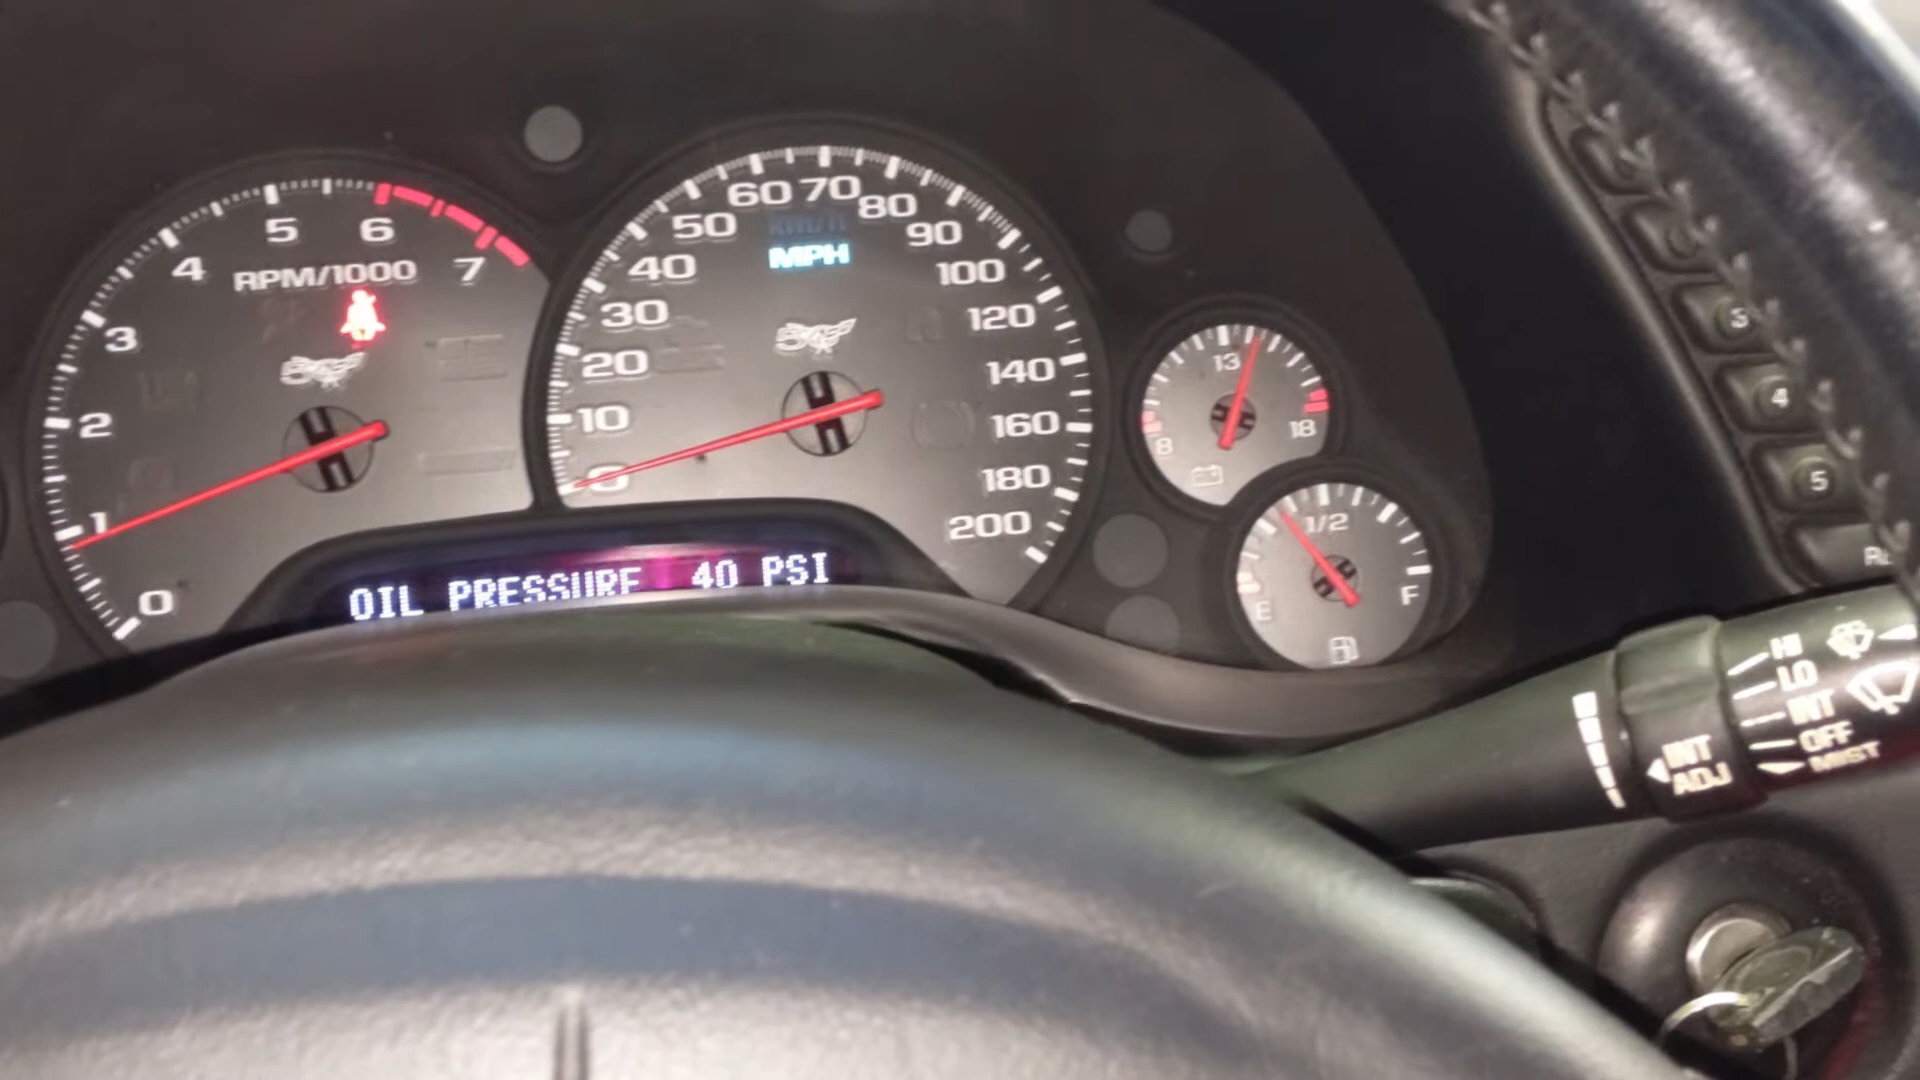 5 6
4 RPM/1000 7
3
2
1
0
60 70
50 80
km/h
MPH
40 90
30 100
20 120
10 140
0 160
180
200
13
8 18
1/2
E F
OIL PRESSURE 40 PSI
3
4
5
HI
LO
INT
OFF
MIST
INT
ADJ